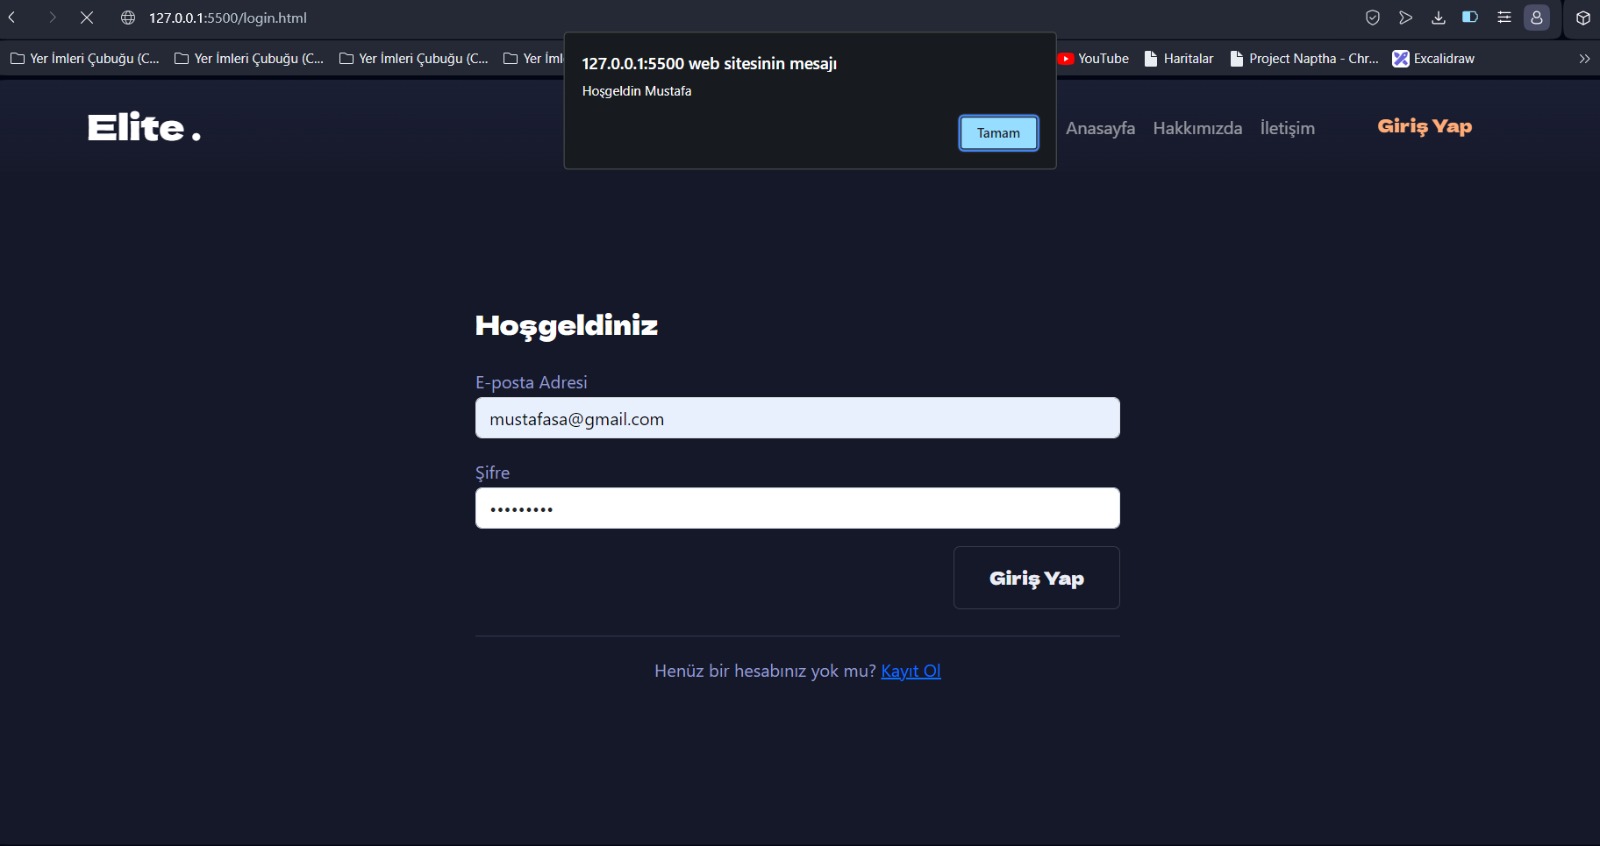 127.0.0.1:5500/login.html
Yer İmleri Çubuğu (C... Yer İmleri Çubuğu (C... Yer İmleri Çubuğu (C... Yer İml YouTube Haritalar Project Naptha - Chr... Excalidraw
127.0.0.1:5500 web sitesinin mesajı
Hoşgeldin Mustafa
Tamam
Elite .
Anasayfa Hakkımızda İletişim Giriş Yap
Hoşgeldiniz
E-posta Adresi
mustafasa@gmail.com
Şifre
•••••••••
Giriş Yap
Henüz bir hesabınız yok mu? Kayıt Ol